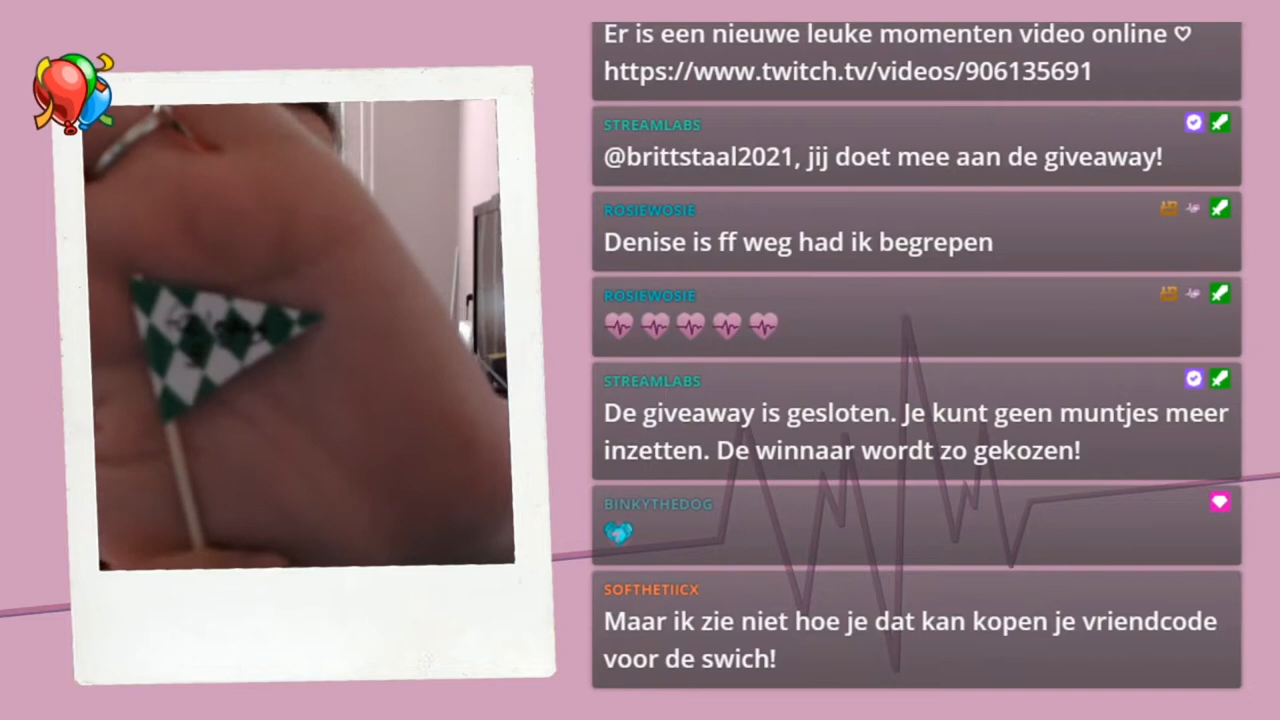 Er is een nieuwe leuke momenten video online ♡
https://www.twitch.tv/videos/906135691
STREAMLABS
@brittstaal2021, jij doet mee aan de giveaway!
ROSIEWOSIE
Denise is ff weg had ik begrepen
ROSIEWOSIE
STREAMLABS
De giveaway is gesloten. Je kunt geen muntjes meer
inzetten. De winnaar wordt zo gekozen!
BINKYTHEDOG
SOFTHETIICX
Maar ik zie niet hoe je dat kan kopen je vriendcode
voor de swich!